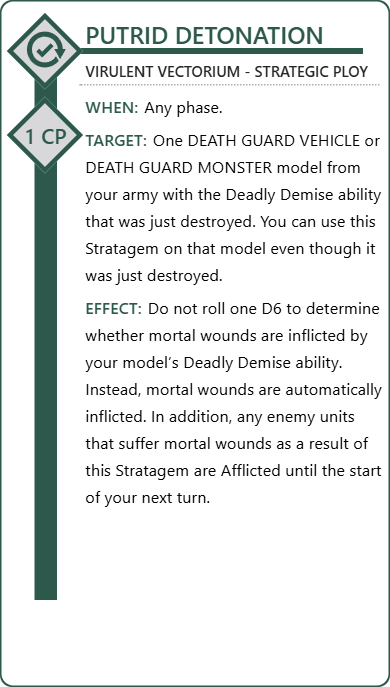 PUTRID DETONATION
VIRULENT VECTORIUM - STRATEGIC PLOY
WHEN: Any phase.
1 CP
TARGET: One DEATH GUARD VEHICLE or
DEATH GUARD MONSTER model from
your army with the Deadly Demise ability
that was just destroyed. You can use this
Stratagem on that model even though it
was just destroyed.
EFFECT: Do not roll one D6 to determine
whether mortal wounds are inflicted by
your model‘s Deadly Demise ability.
Instead, mortal wounds are automatically
inflicted. In addition, any enemy units
that suffer mortal wounds as a result of
this Stratagem are Afflicted until the start
of your next turn.